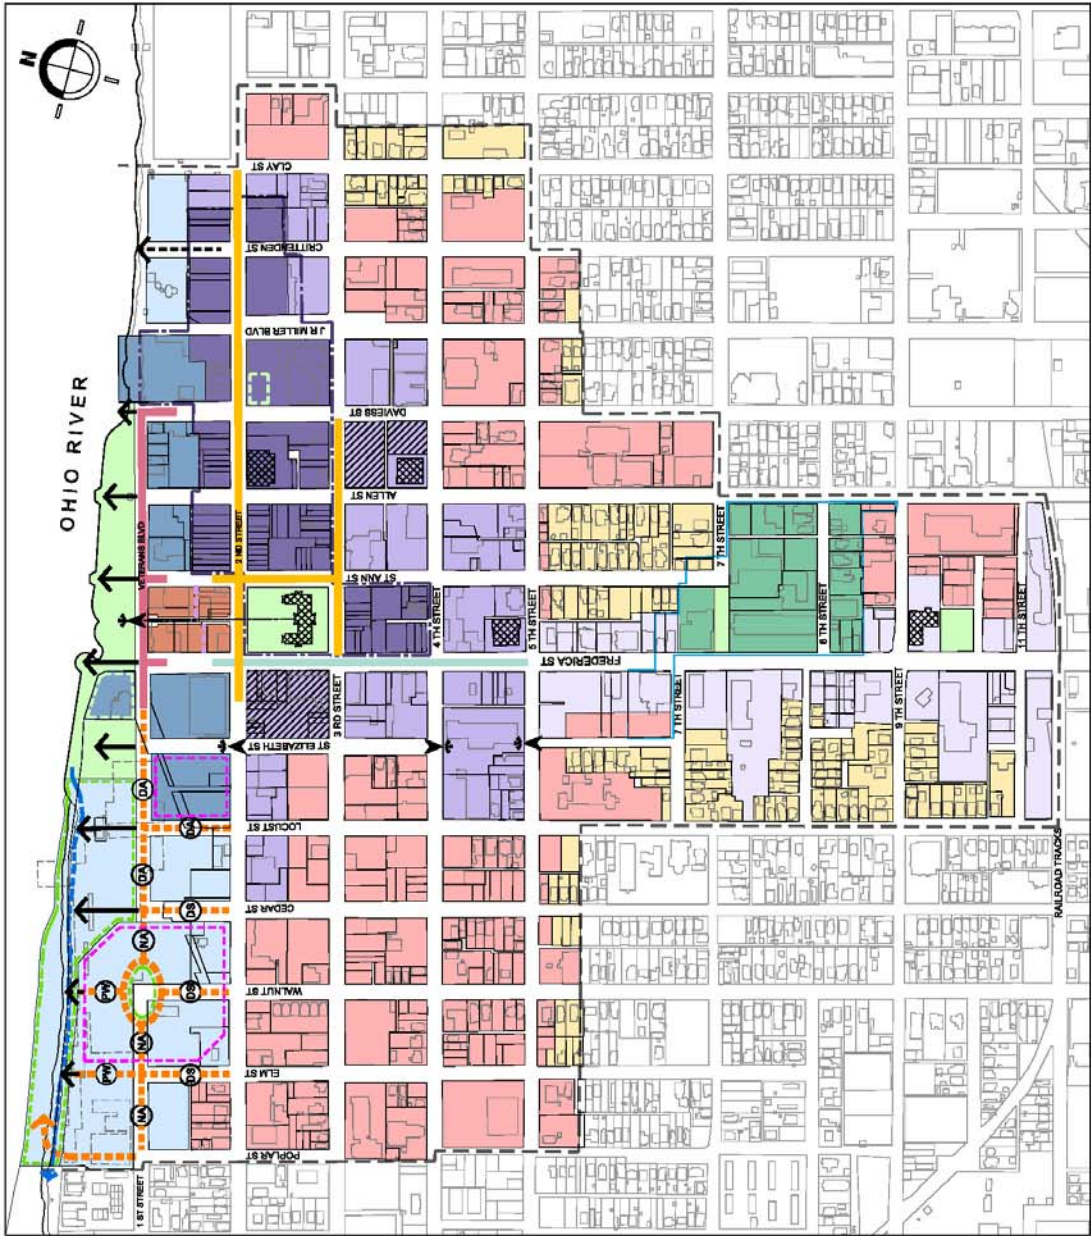 N
OHIO RIVER
CLAY ST
CRITTENDEN ST
J R MILLER BLVD
DAVIESS ST
ALLEN ST
VETERANS BLVD
2 ND STREET
ST ANN ST
3 RD STREET
4 TH STREET
5 TH STREET
7 TH STREET
6 TH STREET
11 TH STREET
FREDERICA ST
7 TH STREET
9 TH STREET
ST ELIZABETH ST
DA
LOCUST ST
DA
DA
CEDAR ST
DS
NA
WALNUT ST
PW
DS
NA
ELM ST
PW
DS
NA
POPLAR ST
1 ST STREET
RAILROAD TRACKS